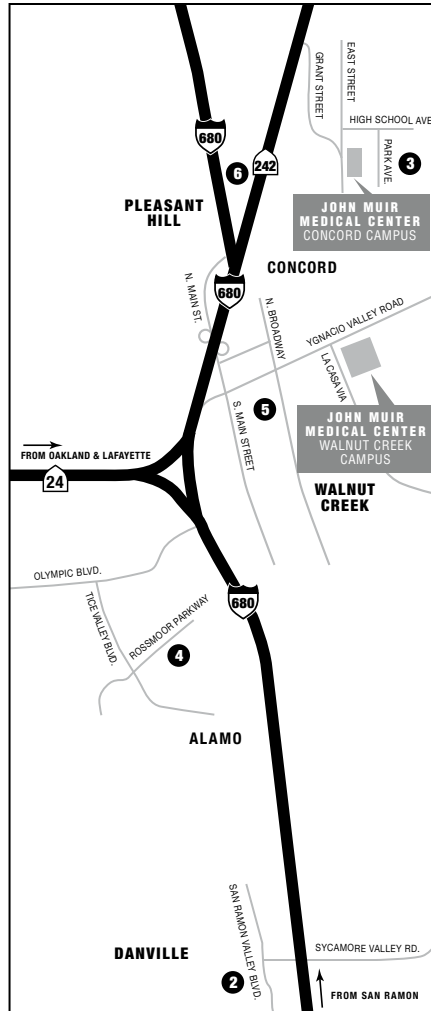 GRANT STREET
EAST STREET
HIGH SCHOOL AVE
PARK AVE.
3
680
242
6
JOHN MUIR
MEDICAL CENTER
CONCORD CAMPUS
PLEASANT
HILL
CONCORD
680
N. MAIN ST.
N. BROADWAY
YGNACIO VALLEY ROAD
LA CASA VIA
5
S. MAIN STREET
JOHN MUIR
MEDICAL CENTER
WALNUT CREEK
CAMPUS
FROM OAKLAND & LAFAYETTE
24
WALNUT
CREEK
OLYMPIC BLVD.
TICE VALLEY BLVD.
ROSSMOOR PARKWAY
680
4
ALAMO
SAN RAMON VALLEY BLVD.
SYCAMORE VALLEY RD.
DANVILLE
2
FROM SAN RAMON